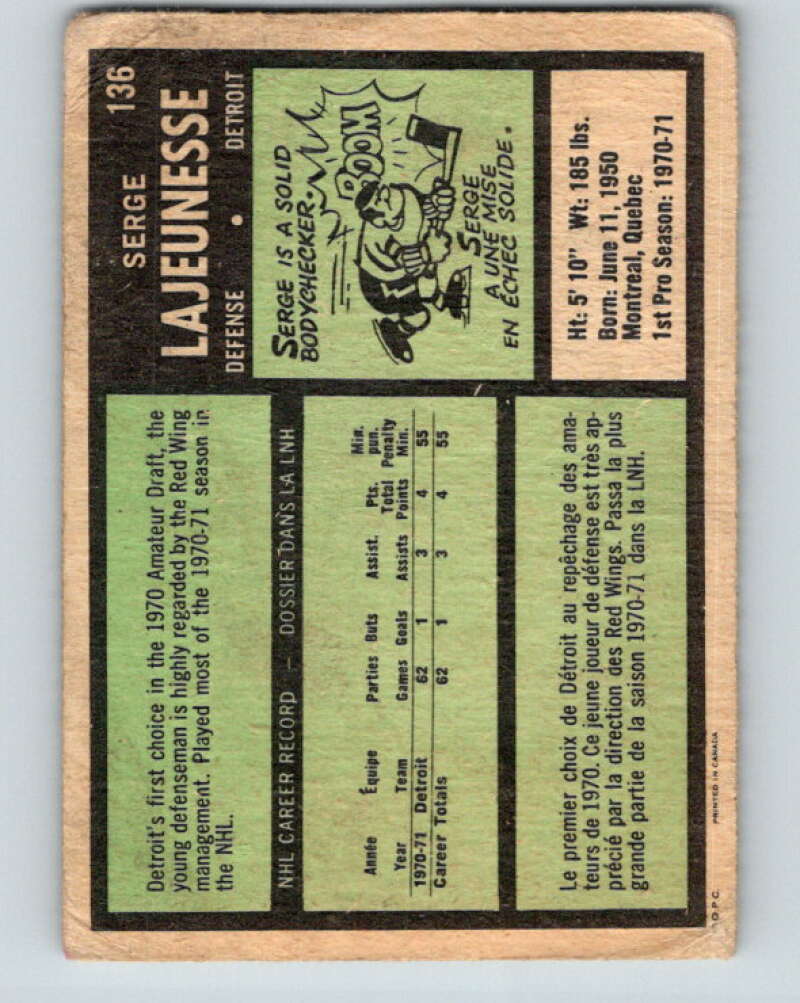 136
SERGE
LAJEUNESSE
DEFENSE • DETROIT
Detroit's first choice in the 1970 Amateur Draft, the
young defenseman is highly regarded by the Red Wing
management. Played most of the 1970-71 season in
the NHL.
SERGE IS A SOLID
BODYCHECKER.
BOOM
SERGE
A UNE MISE
EN ÉCHEC SOLIDE.
NHL CAREER RECORD — DOSSIER DANS LA LNH
Année Équipe Parties Buts Assist. Pts. Total Min. pun.
Year Team Games Goals Assists Points Penalty Min.
1970-71 Detroit 62 1 3 4 55
Career Totals 62 1 3 4 55
Ht: 5' 10" Wt: 185 lbs.
Born: June 11, 1950
Montreal, Quebec
1st Pro Season: 1970-71
Le premier choix de Détroit au repêchage des ama-
teurs de 1970. Ce jeune joueur de défense est très ap-
précié par la direction des Red Wings. Passa la plus
grande partie de la saison 1970-71 dans la LNH.
O.P.C. PRINTED IN CANADA